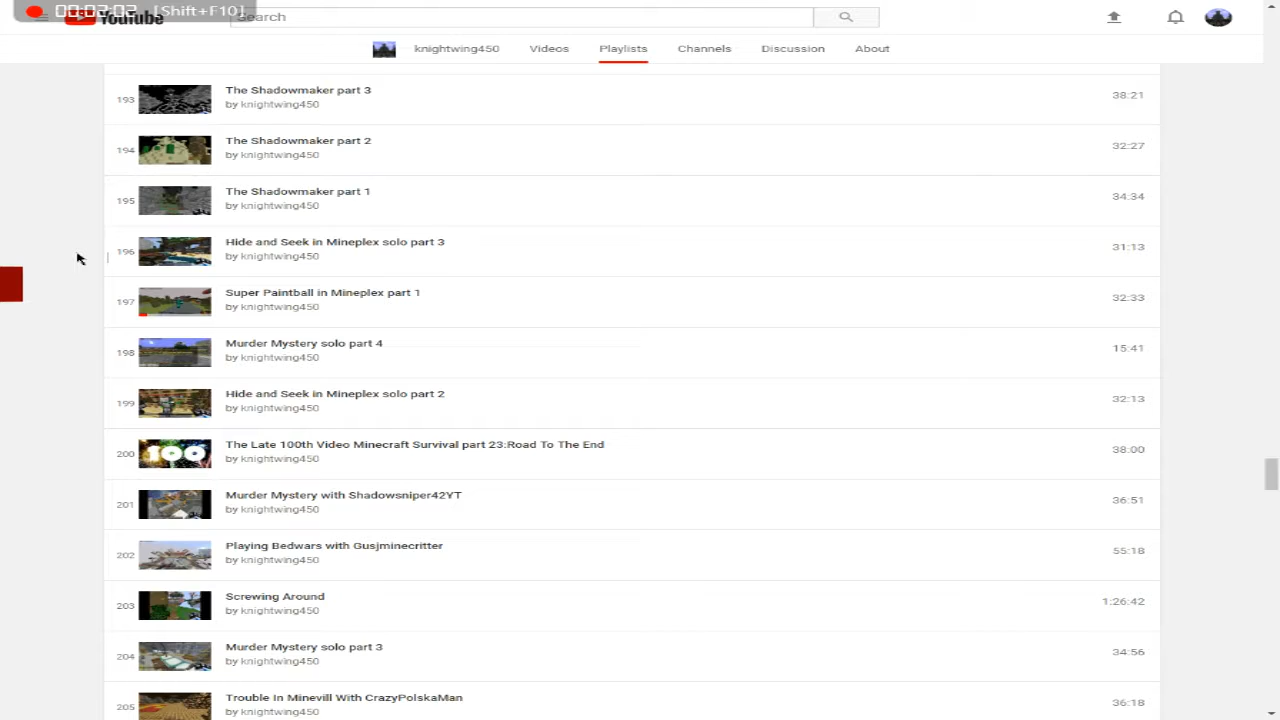 00:02:02 [Shift+F10]
YouTube
Search
knightwing450 Videos Playlists Channels Discussion About
193 The Shadowmaker part 3 38:21
by knightwing450
194 The Shadowmaker part 2 32:27
by knightwing450
195 The Shadowmaker part 1 34:34
by knightwing450
196 Hide and Seek in Mineplex solo part 3 31:13
by knightwing450
197 Super Paintball in Mineplex part 1 32:33
by knightwing450
198 Murder Mystery solo part 4 15:41
by knightwing450
199 Hide and Seek in Mineplex solo part 2 32:13
by knightwing450
200 100 The Late 100th Video Minecraft Survival part 23:Road To The End 38:00
by knightwing450
201 Murder Mystery with Shadowsniper42YT 36:51
by knightwing450
202 Playing Bedwars with Gusjminecritter 55:18
by knightwing450
203 Screwing Around 1:26:42
by knightwing450
204 Murder Mystery solo part 3 34:56
by knightwing450
205 Trouble In Minevill With CrazyPolskaMan 36:18
by knightwing450